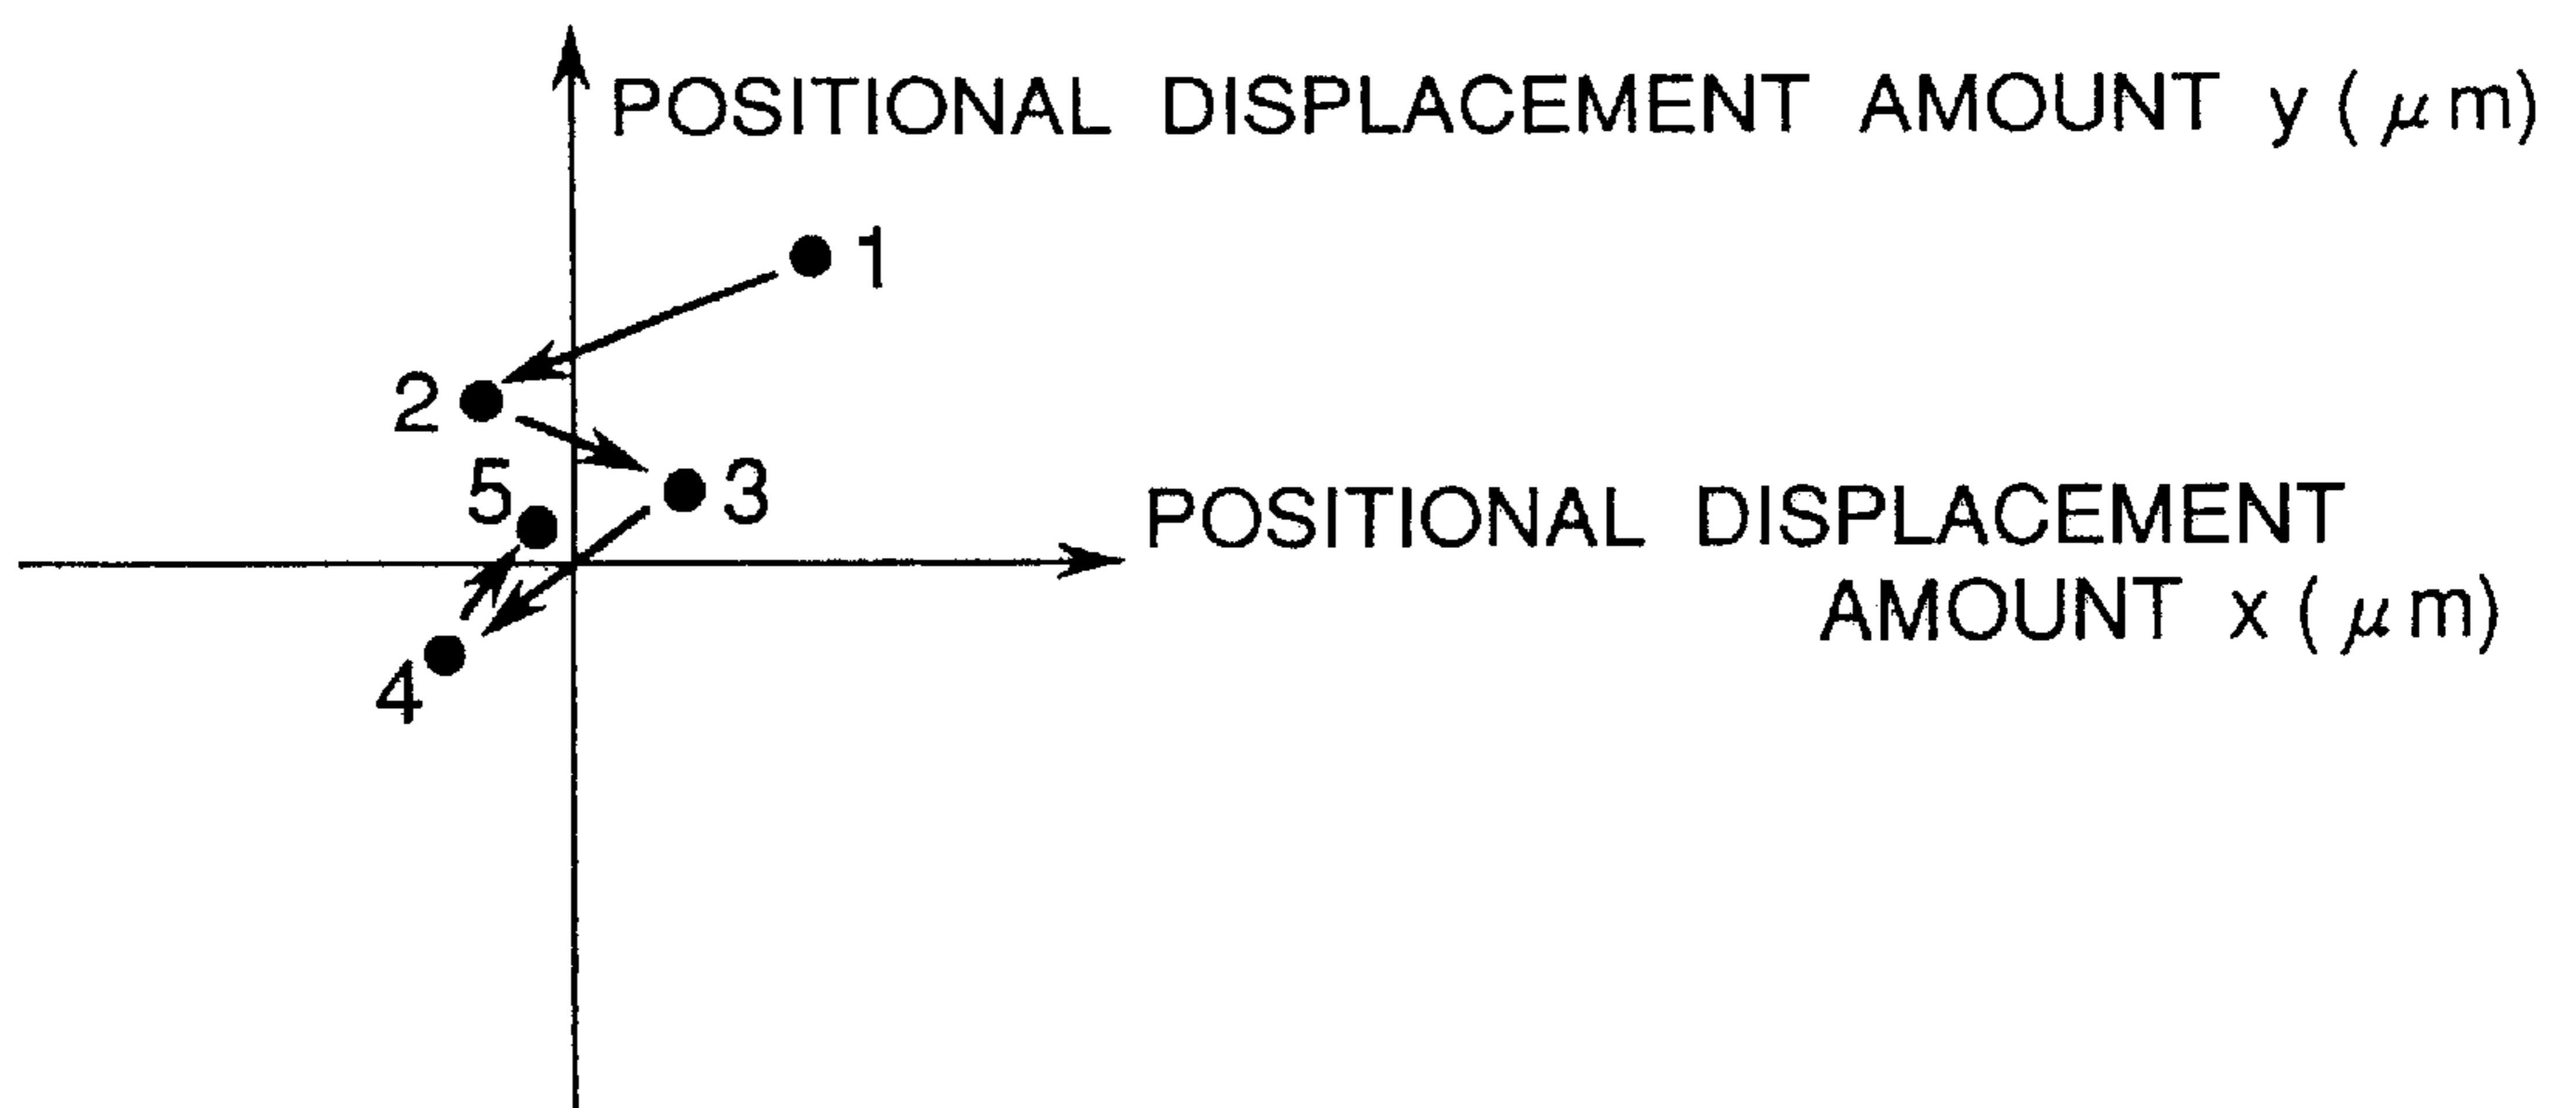 POSITIONAL DISPLACEMENT AMOUNT y (μm)
1
2
5
3
POSITIONAL DISPLACEMENT
AMOUNT x (μm)
4